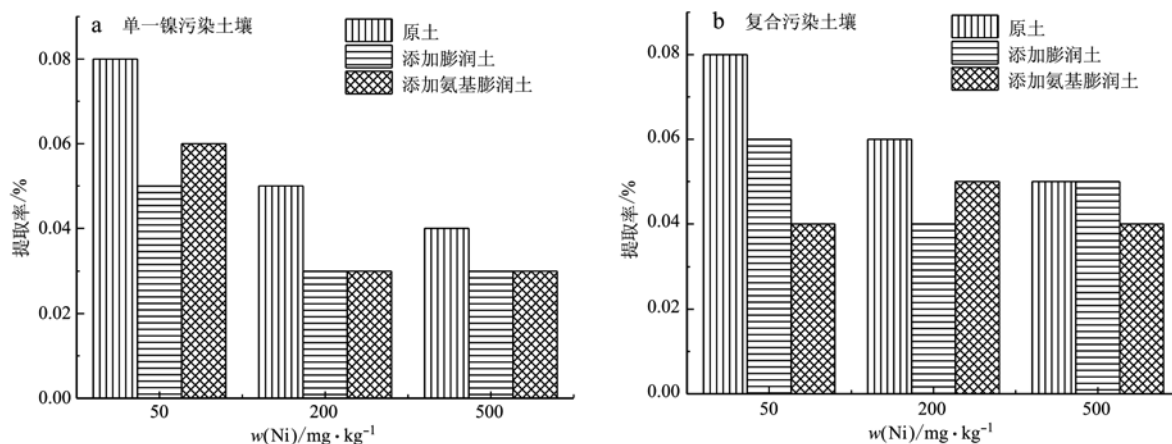 a 单一镍污染土壤
原土
添加膨润土
添加氨基膨润土
0.08
0.06
0.04
0.02
0.00
提取率/%
50
200
500
w(Ni)/mg·kg⁻¹
b 复合污染土壤
原土
添加膨润土
添加氨基膨润土
0.08
0.06
0.04
0.02
0.00
提取率/%
50
200
500
w(Ni)/mg·kg⁻¹